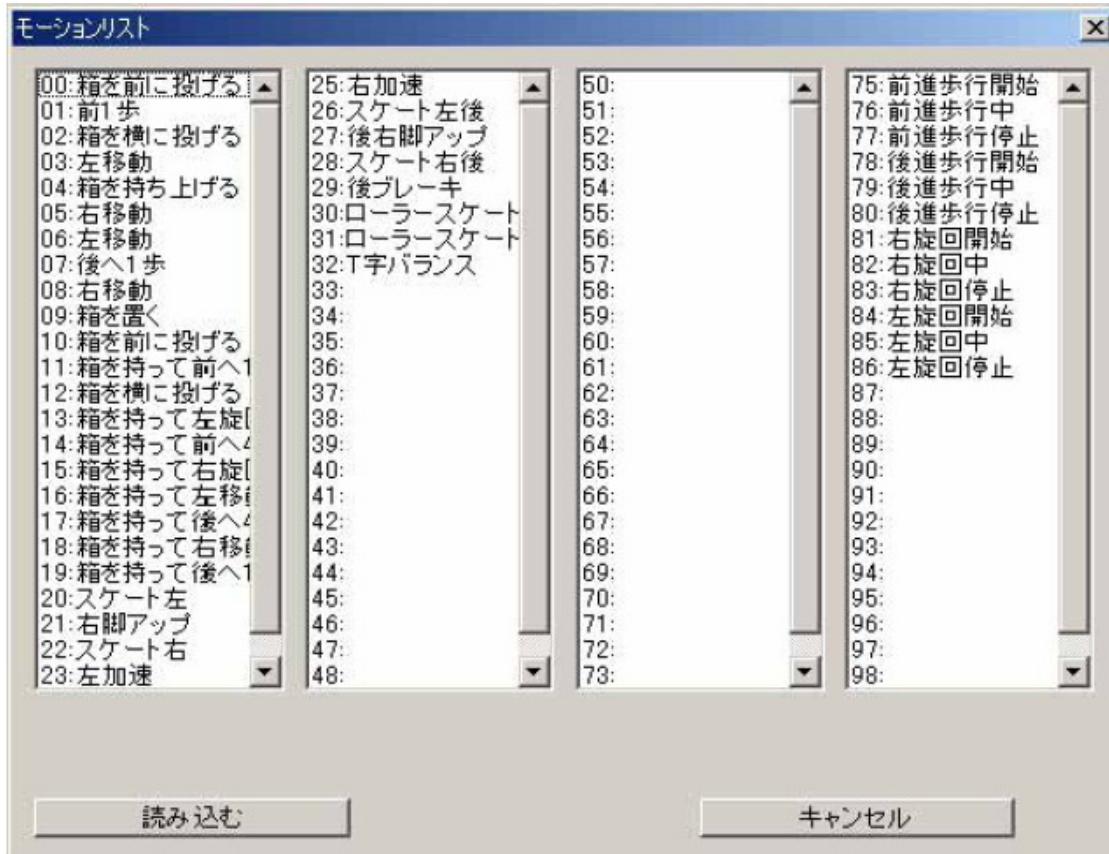 モーションリスト
00:箱を前に投げる
01:前1歩
02:箱を横に投げる
03:左移動
04:箱を持ち上げる
05:右移動
06:左移動
07:後へ1歩
08:右移動
09:箱を置く
10:箱を前に投げる
11:箱を持って前へ1
12:箱を横に投げる
13:箱を持って左旋
14:箱を持って前へ4
15:箱を持って右旋
16:箱を持って左移
17:箱を持って後へ4
18:箱を持って右移
19:箱を持って後へ1
20:スケート左
21:右脚アップ
22:スケート右
23:左加速
25:右加速
26:スケート左後
27:後右脚アップ
28:スケート右後
29:後ブレーキ
30:ローラースケート
31:ローラースケート
32:T字バランス
33:
34:
35:
36:
37:
38:
39:
40:
41:
42:
43:
44:
45:
46:
47:
48:
50:
51:
52:
53:
54:
55:
56:
57:
58:
59:
60:
61:
62:
63:
64:
65:
66:
67:
68:
69:
70:
71:
72:
73:
75:前進歩行開始
76:前進歩行中
77:前進歩行停止
78:後進歩行開始
79:後進歩行中
80:後進歩行停止
81:右旋回開始
82:右旋回中
83:右旋回停止
84:左旋回開始
85:左旋回中
86:左旋回停止
87:
88:
89:
90:
91:
92:
93:
94:
95:
96:
97:
98:
読み込む
キャンセル